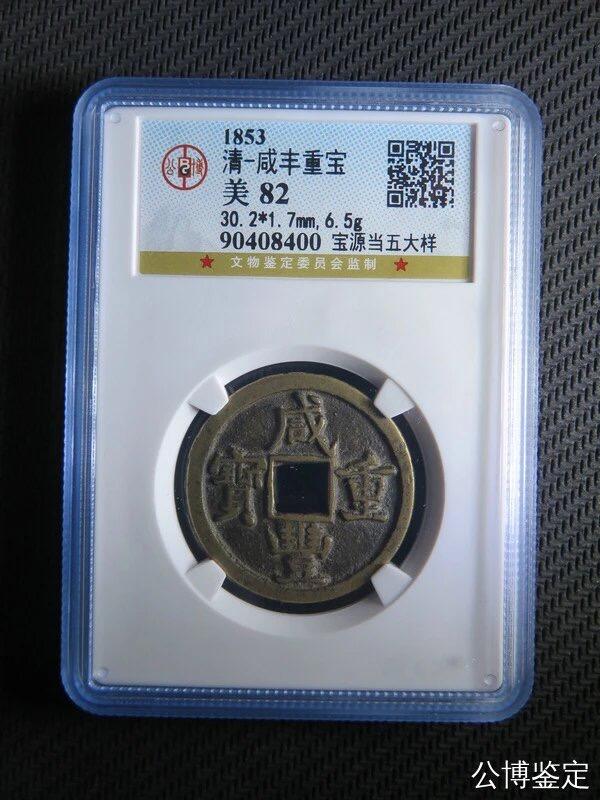 1853
清-咸丰重宝
美 82
30.2*1.7mm,6.5g
90408400 宝源当五大样
公博
★ 文物鉴定委员会监制 ★
咸豐重寶
公博鉴定